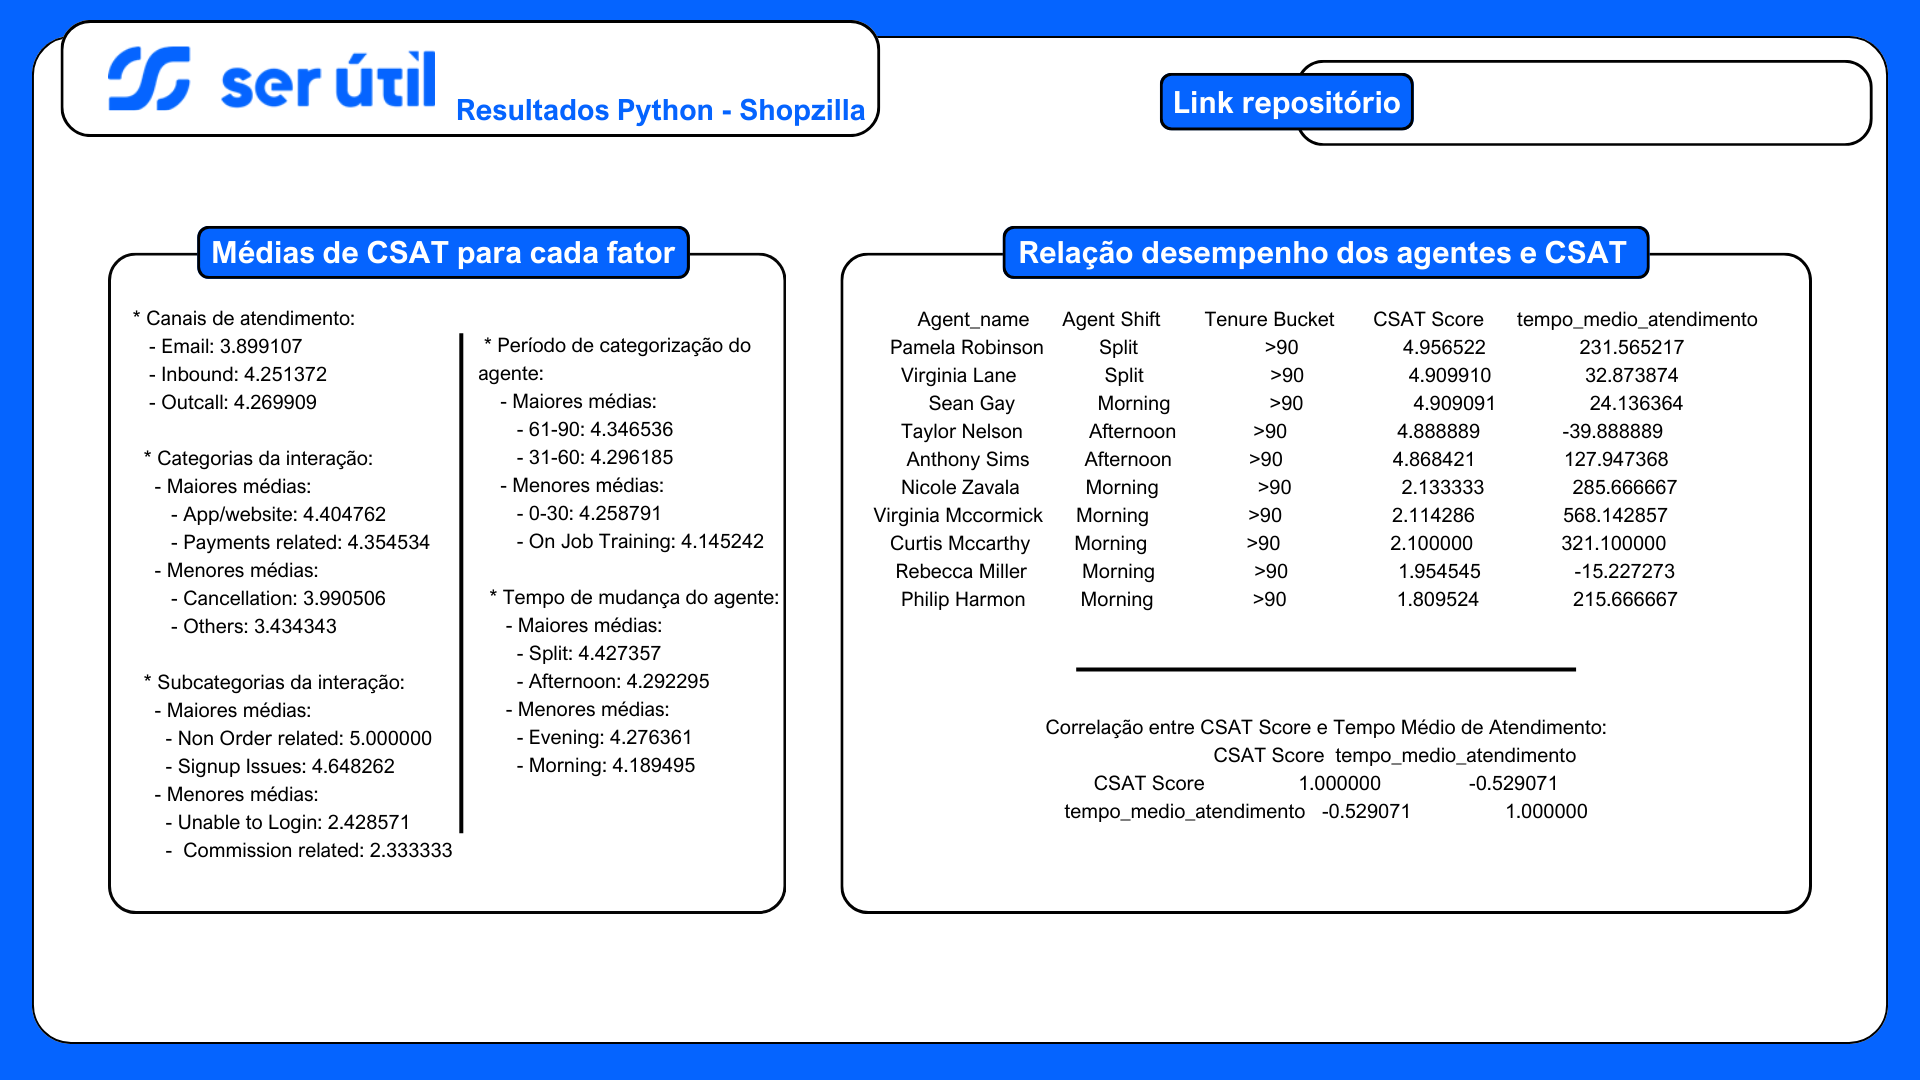 ser útil
Resultados Python - Shopzilla
Link repositório
Médias de CSAT para cada fator
* Canais de atendimento:
- Email: 3.899107
- Inbound: 4.251372
- Outcall: 4.269909
* Categorias da interação:
- Maiores médias:
- App/website: 4.404762
- Payments related: 4.354534
- Menores médias:
- Cancellation: 3.990506
- Others: 3.434343
* Subcategorias da interação:
- Maiores médias:
- Non Order related: 5.000000
- Signup Issues: 4.648262
- Menores médias:
- Unable to Login: 2.428571
- Commission related: 2.333333
* Período de categorização do
agente:
- Maiores médias:
- 61-90: 4.346536
- 31-60: 4.296185
- Menores médias:
- 0-30: 4.258791
- On Job Training: 4.145242
* Tempo de mudança do agente:
- Maiores médias:
- Split: 4.427357
- Afternoon: 4.292295
- Menores médias:
- Evening: 4.276361
- Morning: 4.189495
Relação desempenho dos agentes e CSAT
Agent_name Agent Shift Tenure Bucket CSAT Score tempo_medio_atendimento
Pamela Robinson Split >90 4.956522 231.565217
Virginia Lane Split >90 4.909910 32.873874
Sean Gay Morning >90 4.909091 24.136364
Taylor Nelson Afternoon >90 4.888889 -39.888889
Anthony Sims Afternoon >90 4.868421 127.947368
Nicole Zavala Morning >90 2.133333 285.666667
Virginia Mccormick Morning >90 2.114286 568.142857
Curtis Mccarthy Morning >90 2.100000 321.100000
Rebecca Miller Morning >90 1.954545 -15.227273
Philip Harmon Morning >90 1.809524 215.666667
Correlação entre CSAT Score e Tempo Médio de Atendimento:
CSAT Score tempo_medio_atendimento
CSAT Score 1.000000 -0.529071
tempo_medio_atendimento -0.529071 1.000000